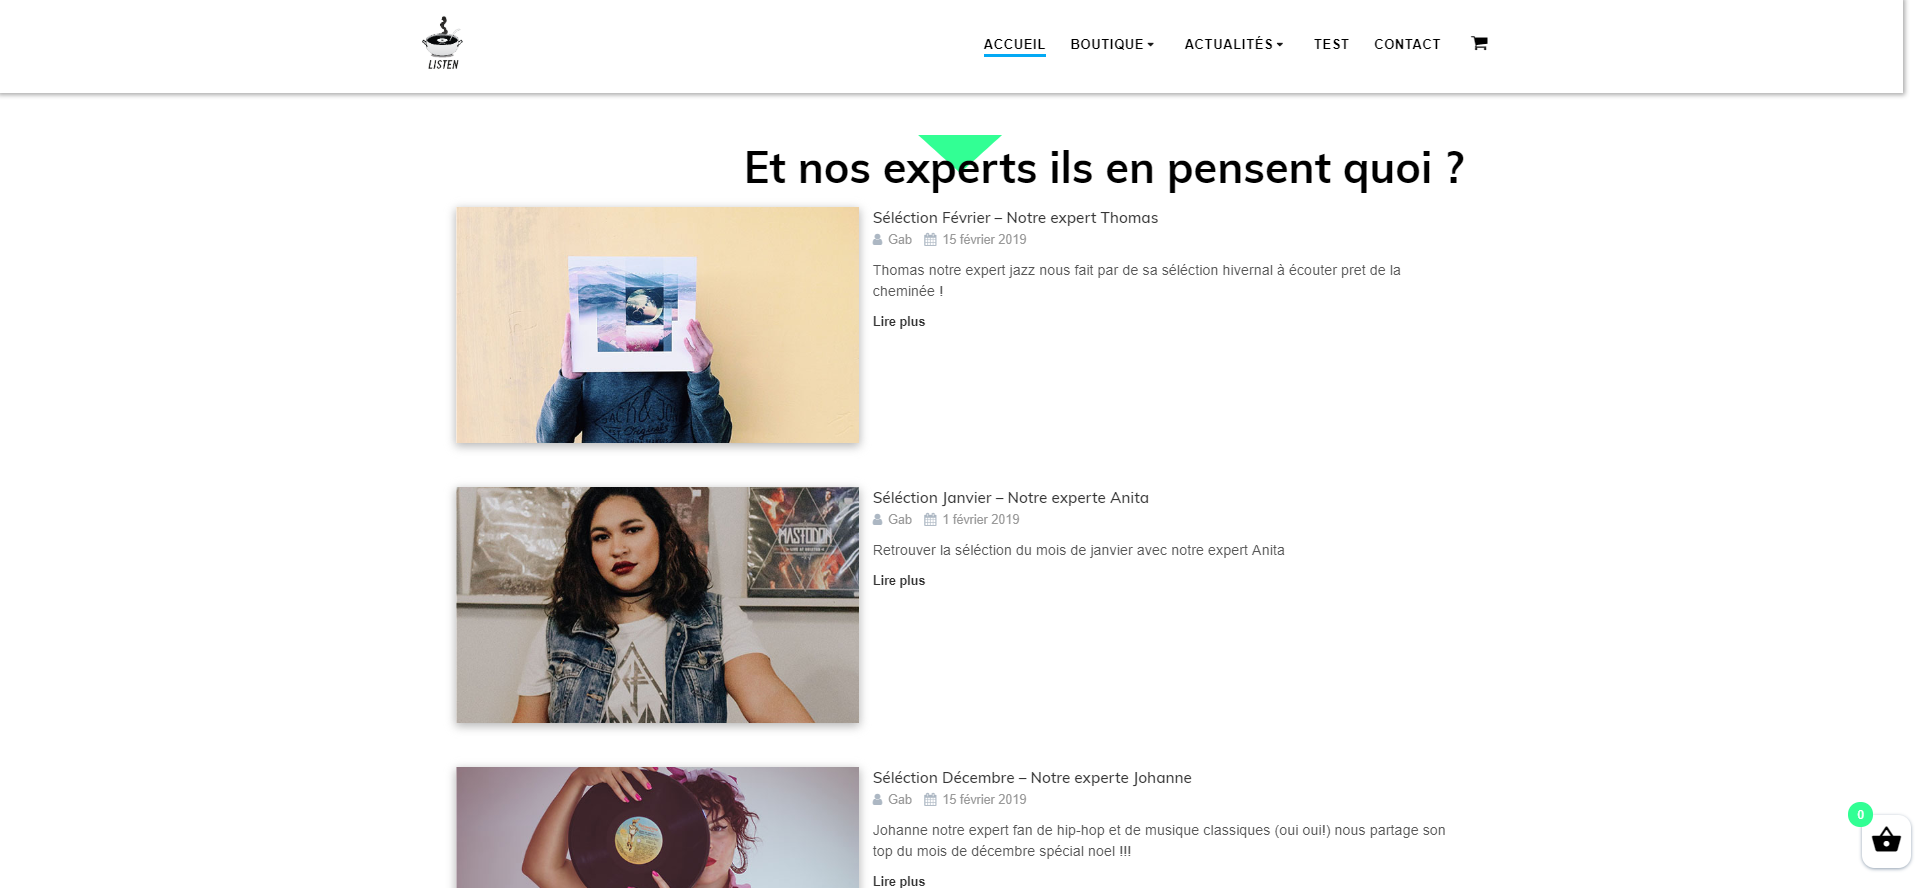 LISTEN
ACCUEIL BOUTIQUE ACTUALITÉS TEST CONTACT
Et nos experts ils en pensent quoi ?
Séléction Février – Notre expert Thomas
Gab 15 février 2019
Thomas notre expert jazz nous fait par de sa séléction hivernal à écouter pret de la
cheminée !
Lire plus
MASTODON
Séléction Janvier – Notre experte Anita
Gab 1 février 2019
Retrouver la séléction du mois de janvier avec notre expert Anita
Lire plus
Séléction Décembre – Notre experte Johanne
Gab 15 février 2019
Johanne notre expert fan de hip-hop et de musique classiques (oui oui!) nous partage son
top du mois de décembre spécial noel !!!
Lire plus
0